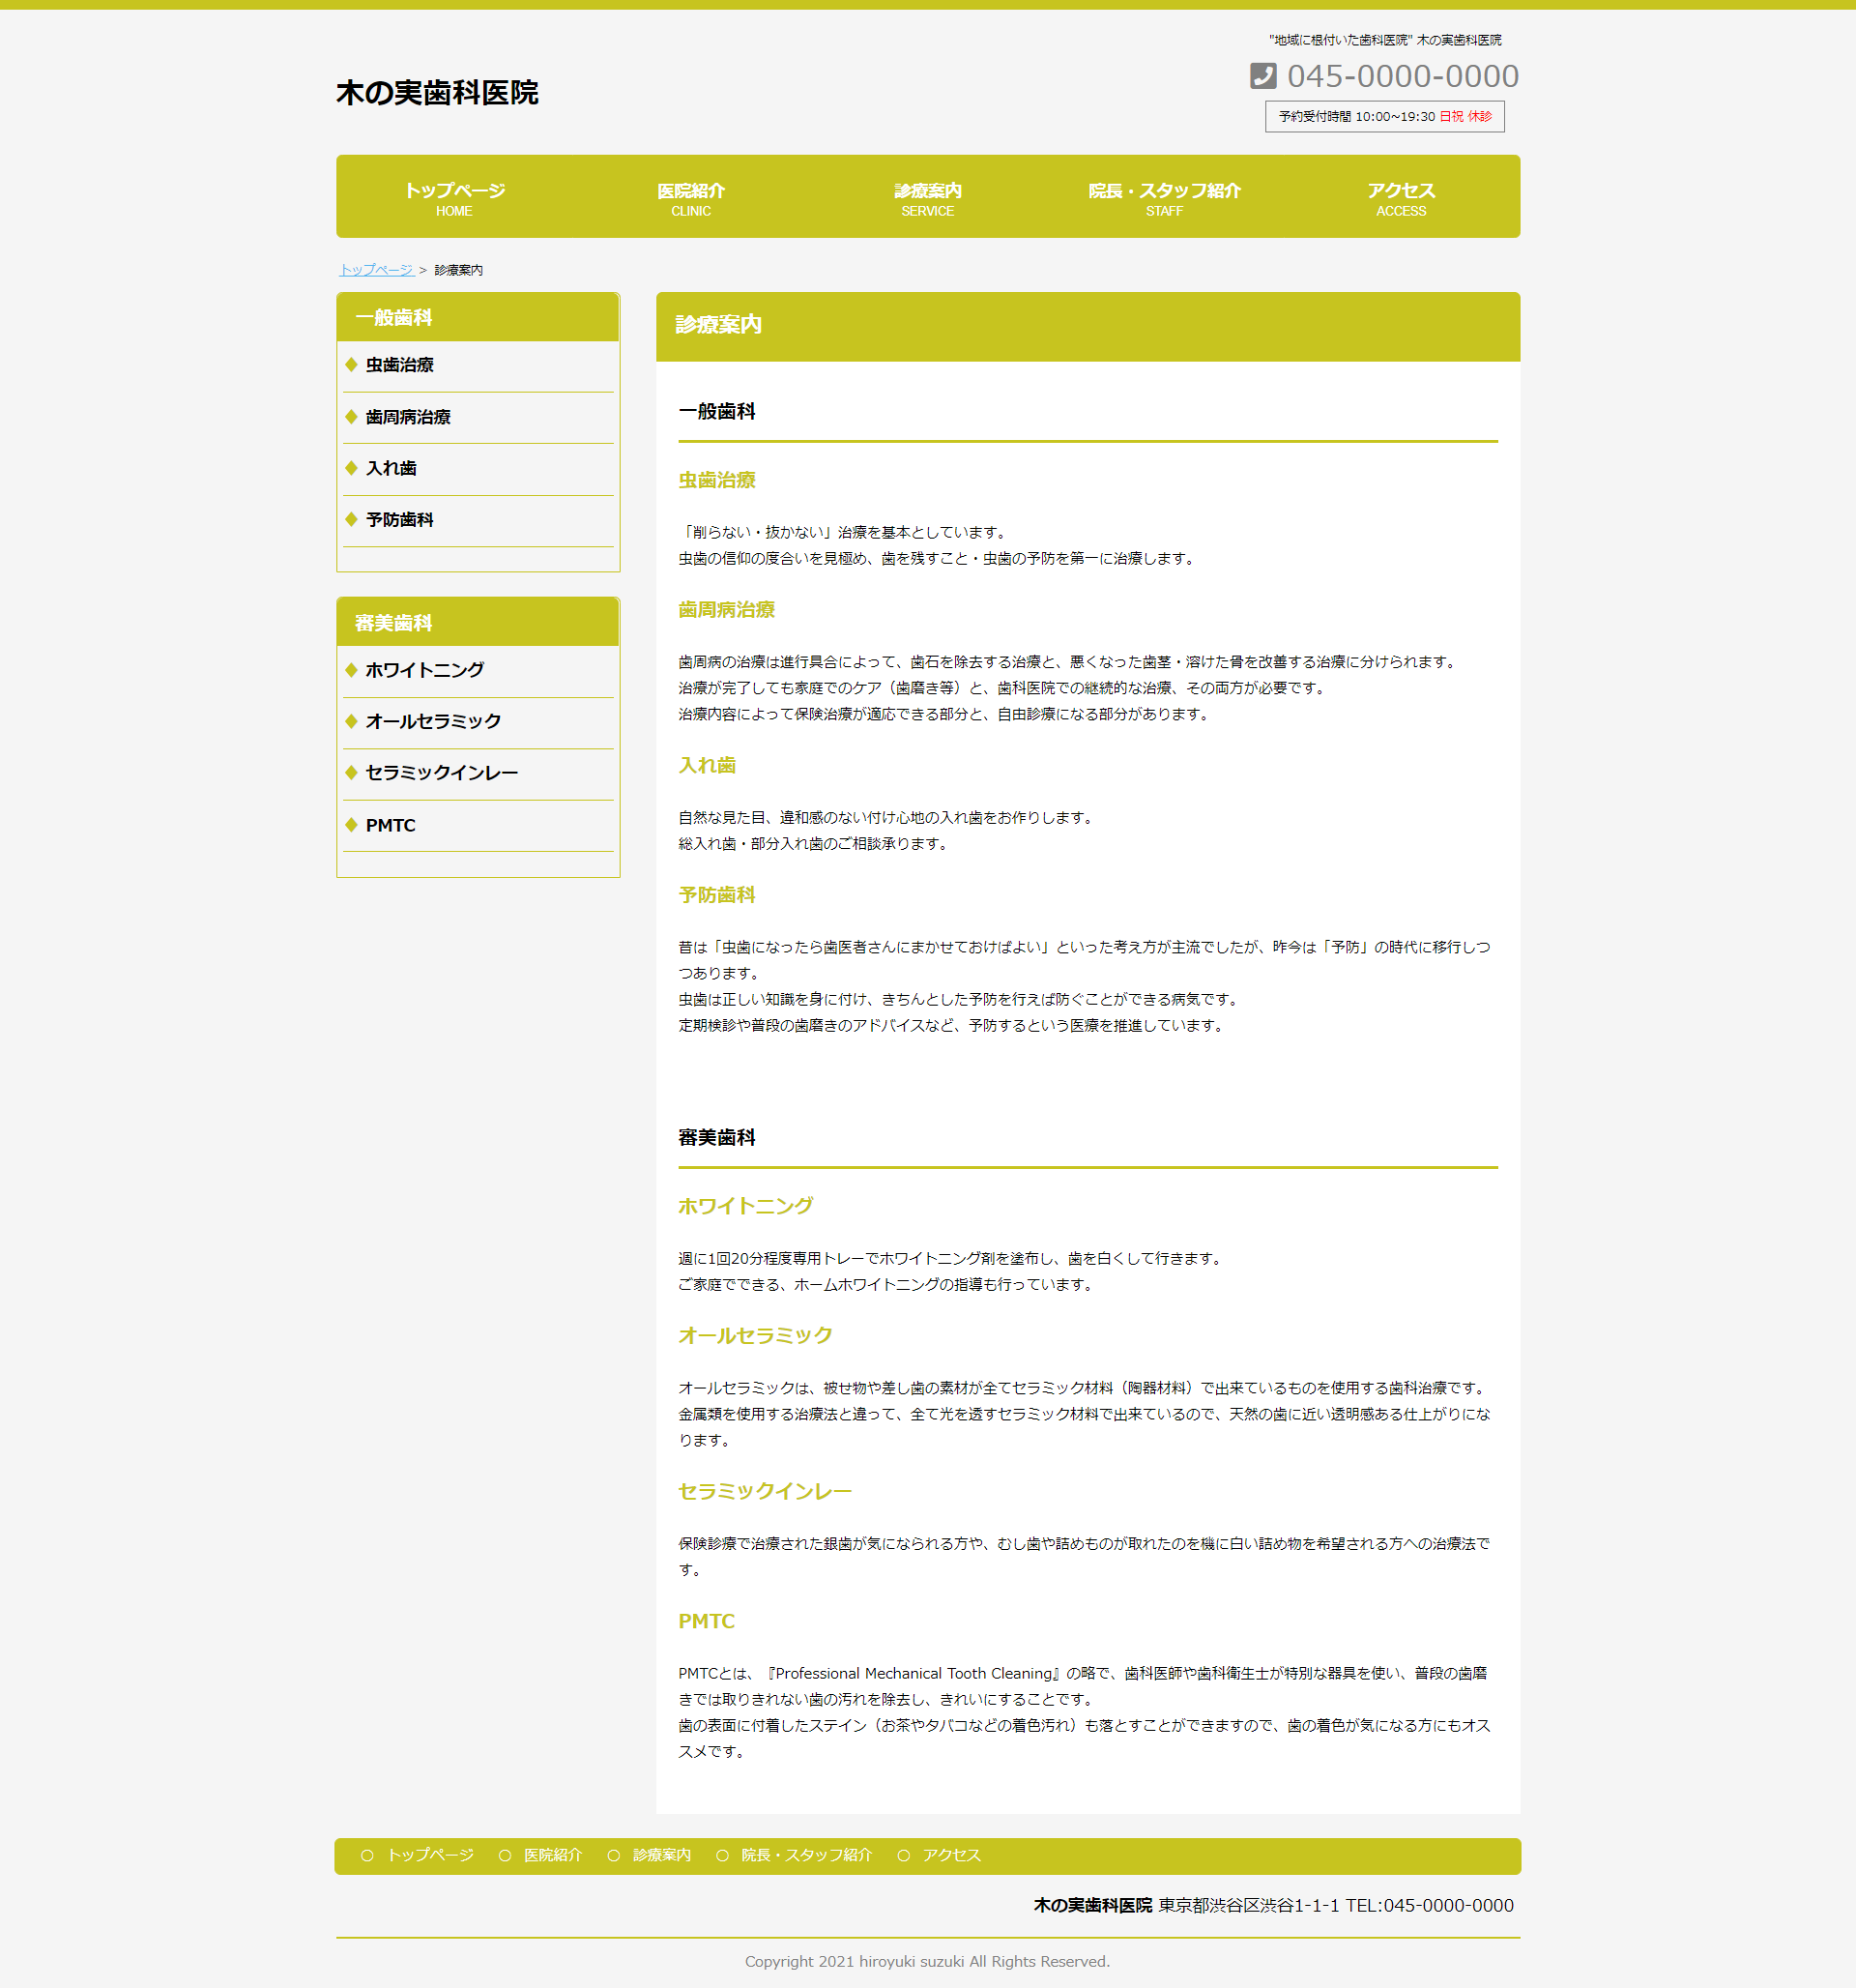 "地域に根付いた歯科医院" 木の実歯科医院
木の実歯科医院
045-0000-0000
予約受付時間 10:00~19:30 日祝 休診
トップページ
HOME
医院紹介
CLINIC
診療案内
SERVICE
院長・スタッフ紹介
STAFF
アクセス
ACCESS
トップページ > 診療案内
一般歯科
♦ 虫歯治療
♦ 歯周病治療
♦ 入れ歯
♦ 予防歯科
審美歯科
♦ ホワイトニング
♦ オールセラミック
♦ セラミックインレー
♦ PMTC
診療案内
一般歯科
虫歯治療
「削らない・抜かない」治療を基本としています。
虫歯の信仰の度合いを見極め、歯を残すこと・虫歯の予防を第一に治療します。
歯周病治療
歯周病の治療は進行具合によって、歯石を除去する治療と、悪くなった歯茎・溶けた骨を改善する治療に分けられます。
治療が完了しても家庭でのケア（歯磨き等）と、歯科医院での継続的な治療、その両方が必要です。
治療内容によって保険治療が適応できる部分と、自由診療になる部分があります。
入れ歯
自然な見た目、違和感のない付け心地の入れ歯をお作りします。
総入れ歯・部分入れ歯のご相談承ります。
予防歯科
昔は「虫歯になったら歯医者さんにまかせておけばよい」といった考え方が主流でしたが、昨今は「予防」の時代に移行しつ
つあります。
虫歯は正しい知識を身に付け、きちんとした予防を行えば防ぐことができる病気です。
定期検診や普段の歯磨きのアドバイスなど、予防するという医療を推進しています。
審美歯科
ホワイトニング
週に1回20分程度専用トレーでホワイトニング剤を塗布し、歯を白くして行きます。
ご家庭でできる、ホームホワイトニングの指導も行っています。
オールセラミック
オールセラミックは、被せ物や差し歯の素材が全てセラミック材料（陶器材料）で出来ているものを使用する歯科治療です。
金属類を使用する治療法と違って、全て光を透すセラミック材料で出来ているので、天然の歯に近い透明感ある仕上がりにな
ります。
セラミックインレー
保険診療で治療された銀歯が気になられる方や、むし歯や詰めものが取れたのを機に白い詰め物を希望される方への治療法で
す。
PMTC
PMTCとは、『Professional Mechanical Tooth Cleaning』の略で、歯科医師や歯科衛生士が特別な器具を使い、普段の歯磨
きでは取りきれない歯の汚れを除去し、きれいにすることです。
歯の表面に付着したステイン（お茶やタバコなどの着色汚れ）も落とすことができますので、歯の着色が気になる方にもオス
スメです。
〇 トップページ 〇 医院紹介 〇 診療案内 〇 院長・スタッフ紹介 〇 アクセス
木の実歯科医院 東京都渋谷区渋谷1-1-1 TEL:045-0000-0000
Copyright 2021 hiroyuki suzuki All Rights Reserved.